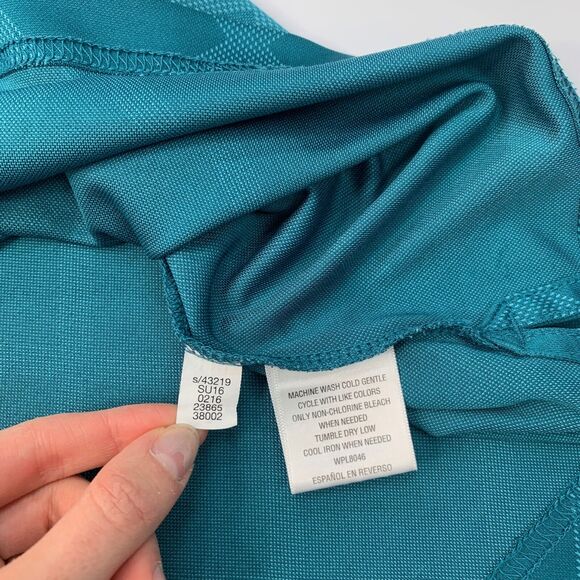 s/43219
SU16
0216
23865
38002
MACHINE WASH COLD GENTLE
CYCLE WITH LIKE COLORS
ONLY NON-CHLORINE BLEACH
WHEN NEEDED
TUMBLE DRY LOW
COOL IRON WHEN NEEDED
WPL8046
ESPAÑOL EN REVERSO